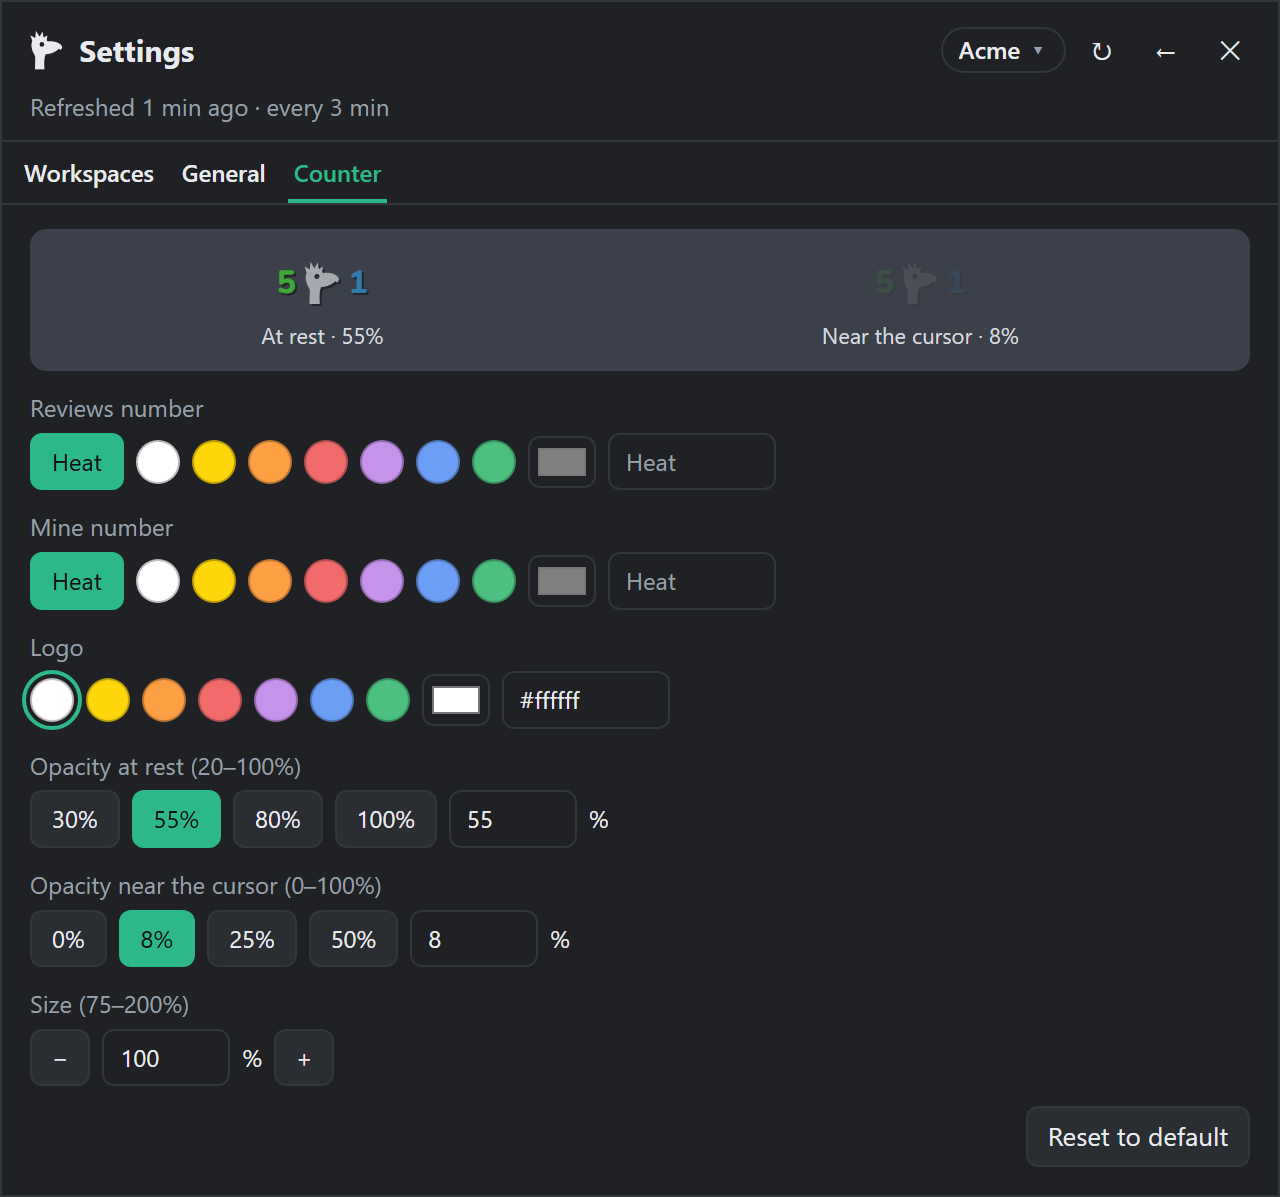 Settings
Acme ▼ ↻ ← ✕
Refreshed 1 min ago · every 3 min
Workspaces General Counter
5 1 5 1
At rest · 55% Near the cursor · 8%
Reviews number
Heat Heat
Mine number
Heat Heat
Logo
#ffffff
Opacity at rest (20–100%)
30% 55% 80% 100% 55 %
Opacity near the cursor (0–100%)
0% 8% 25% 50% 8 %
Size (75–200%)
− 100 % +
Reset to default